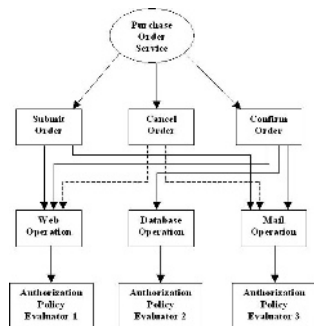 Purchase
Order
Service
Submit
Order
Cancel
Order
Confirm
Order
Web
Operation
Database
Operation
Mail
Operation
Authorization
Policy
Evaluator 1
Authorization
Policy
Evaluator 2
Authorization
Policy
Evaluator 3